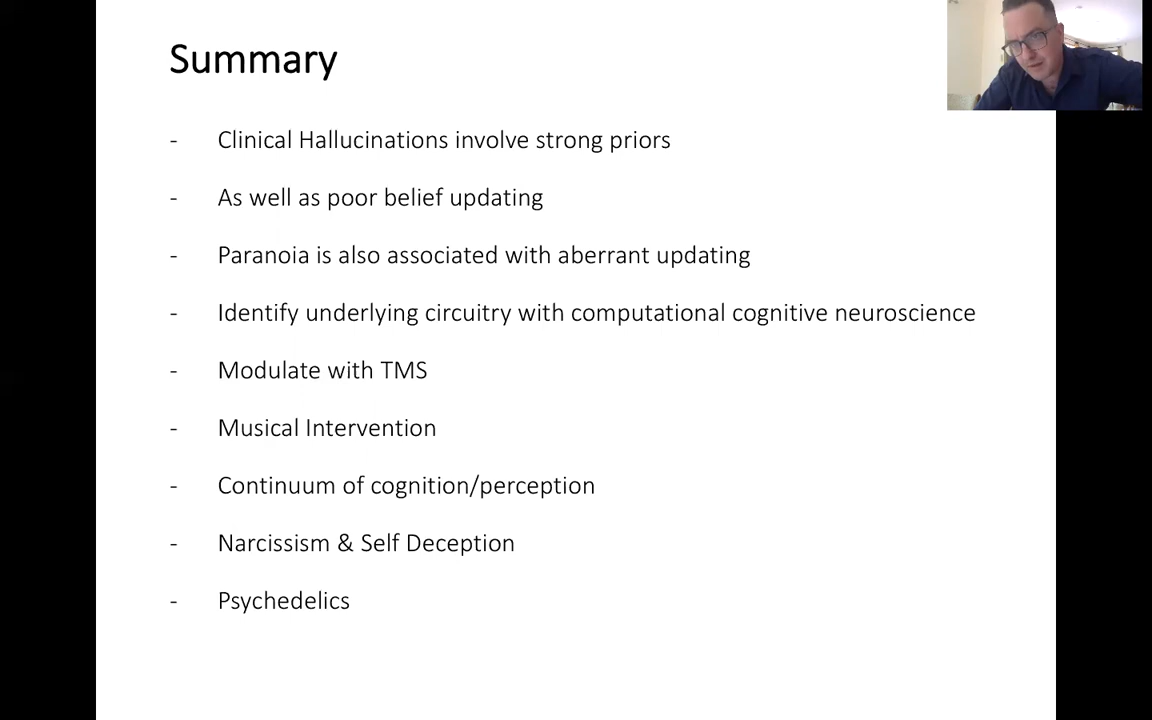 Summary
- Clinical Hallucinations involve strong priors
- As well as poor belief updating
- Paranoia is also associated with aberrant updating
- Identify underlying circuitry with computational cognitive neuroscience
- Modulate with TMS
- Musical Intervention
- Continuum of cognition/perception
- Narcissism & Self Deception
- Psychedelics